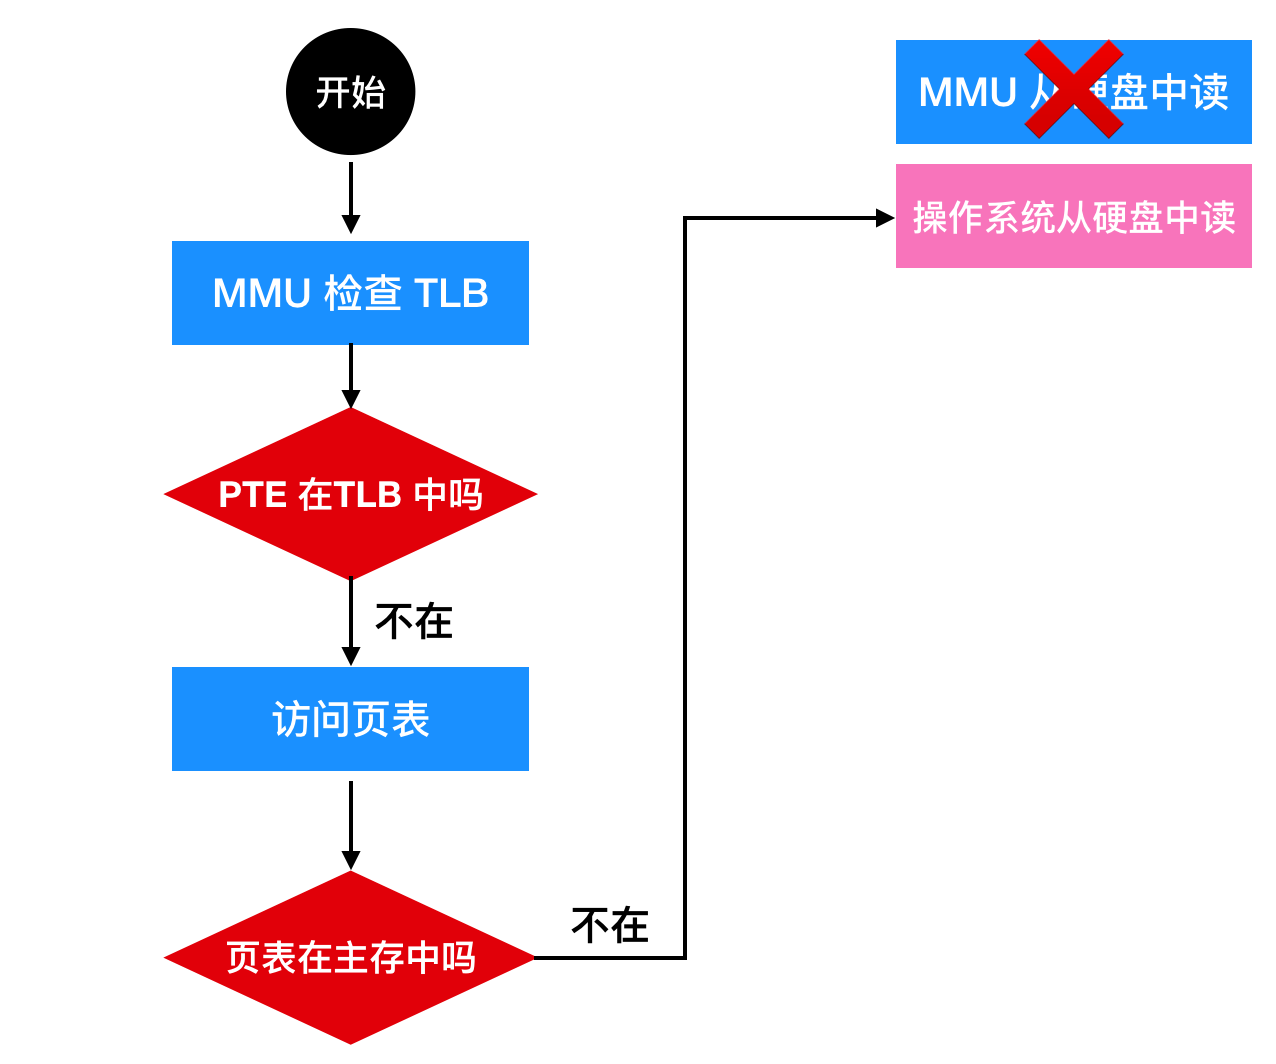 开始
MMU 检查 TLB
PTE 在TLB 中吗
不在
访问页表
页表在主存中吗
不在
MMU 从硬盘中读
操作系统从硬盘中读